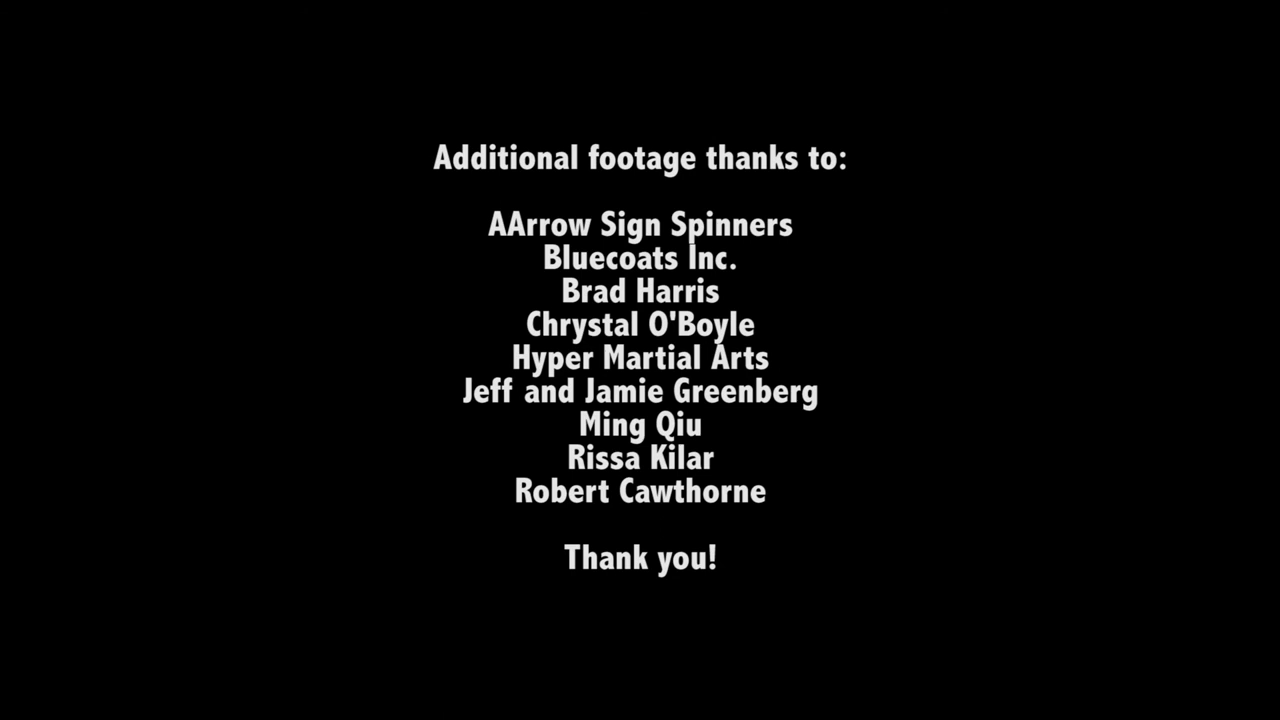 Additional footage thanks to:
AArrow Sign Spinners
Bluecoats Inc.
Brad Harris
Chrystal O'Boyle
Hyper Martial Arts
Jeff and Jamie Greenberg
Ming Qiu
Rissa Kilar
Robert Cawthorne
Thank you!